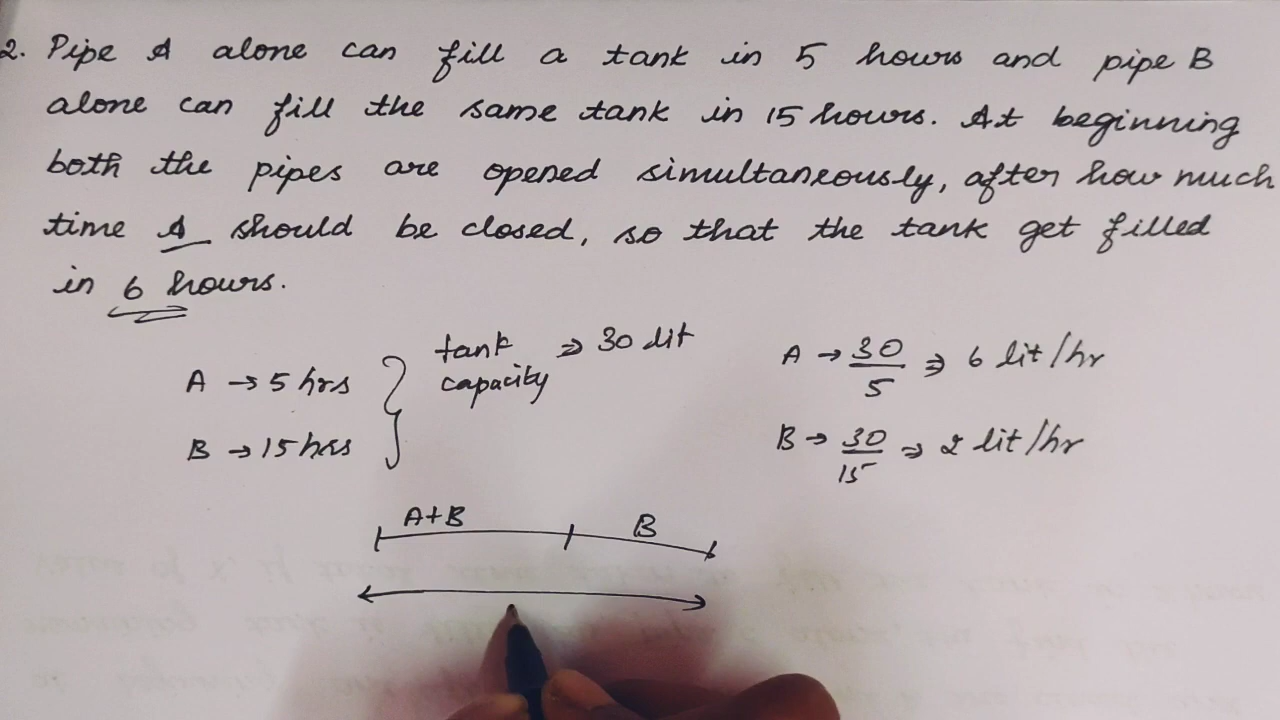 2. Pipe A alone can fill a tank in 5 hours and pipe B
alone can fill the same tank in 15 hours. At beginning
both the pipes are opened simultaneously, after how much
time A should be closed, so that the tank get filled
in 6 hours.
A → 5 hrs
B → 15 hrs
tank ⇒ 30 lit
capacity
A → 30/5 ⇒ 6 lit/hr
B → 30/15 ⇒ 2 lit/hr
A+B B